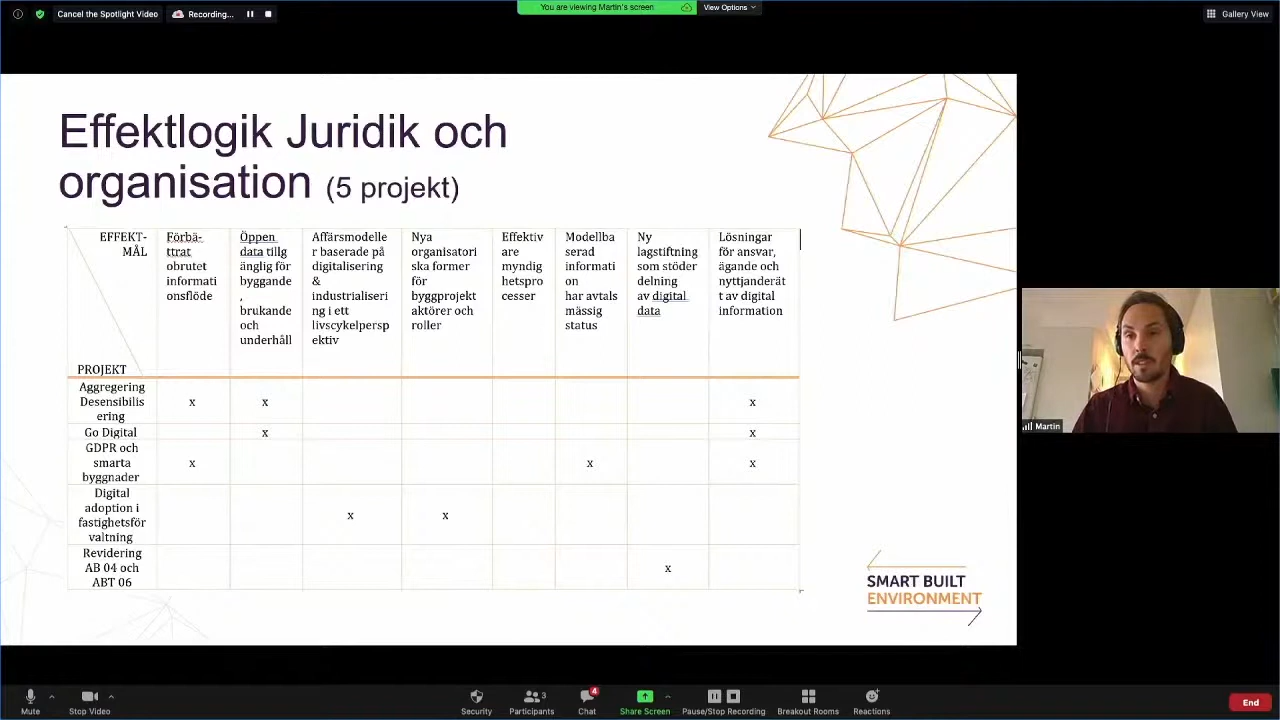 Cancel the Spotlight Video
Recording...
You are viewing Martin's screen
View Options
Gallery View
Effektlogik Juridik och
organisation (5 projekt)
EFFEKT-
MÅL
PROJEKT
Förbä-
ttrat
obrutet
informati
onsflöde
Öppen
data tillg
änglig för
byggande
,
brukande
och
underhåll
Affärsmodelle
r baserade på
digitalisering
&
industrialiseri
ng i ett
livscykelpersp
ektiv
Nya
organisatori
ska former
för
byggprojekt
aktörer och
roller
Effektiv
are
myndig
hetspro
cesser
Modellba
serad
informati
on
har avtals
mässig
status
Ny
lagstiftning
som stöder
delning
av digital
data
Lösningar
för ansvar,
ägande och
nyttjanderät
t av digital
information
Aggregering
Desensibilis
ering
x x x
Go Digital x x
GDPR och
smarta
byggnader
x x x
Digital
adoption i
fastighetsför
valtning
x x
Revidering
AB 04 och
ABT 06
x
SMART BUILT
ENVIRONMENT
Martin
Mute
Stop Video
Security
Participants
3
Chat
4
Share Screen
Pause/Stop Recording
Breakout Rooms
Reactions
End